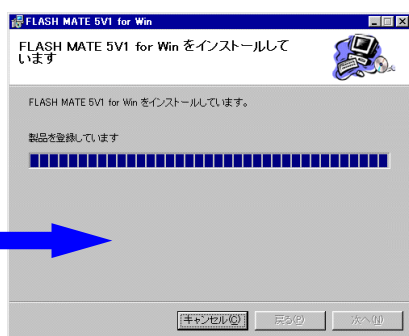 FLASH MATE 5V1 for Win
FLASH MATE 5V1 for Win をインストールして
います
FLASH MATE 5V1 for Win をインストールしています。
製品を登録しています
キャンセル(C)
戻る(P)
次へ(N)